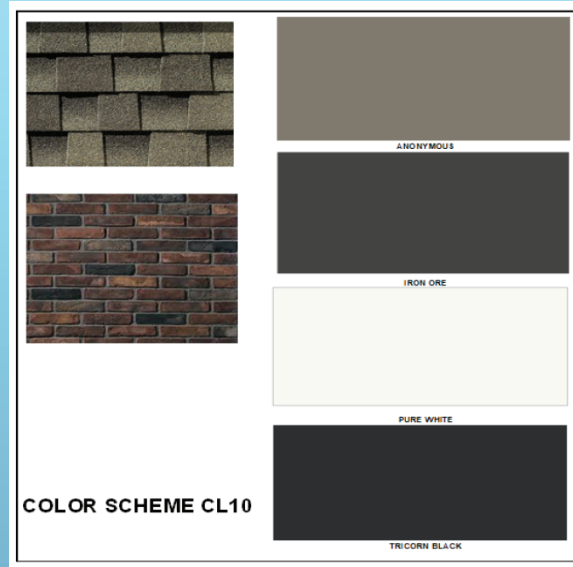 ANONYMOUS
IRON ORE
PURE WHITE
COLOR SCHEME CL10
TRICORN BLACK